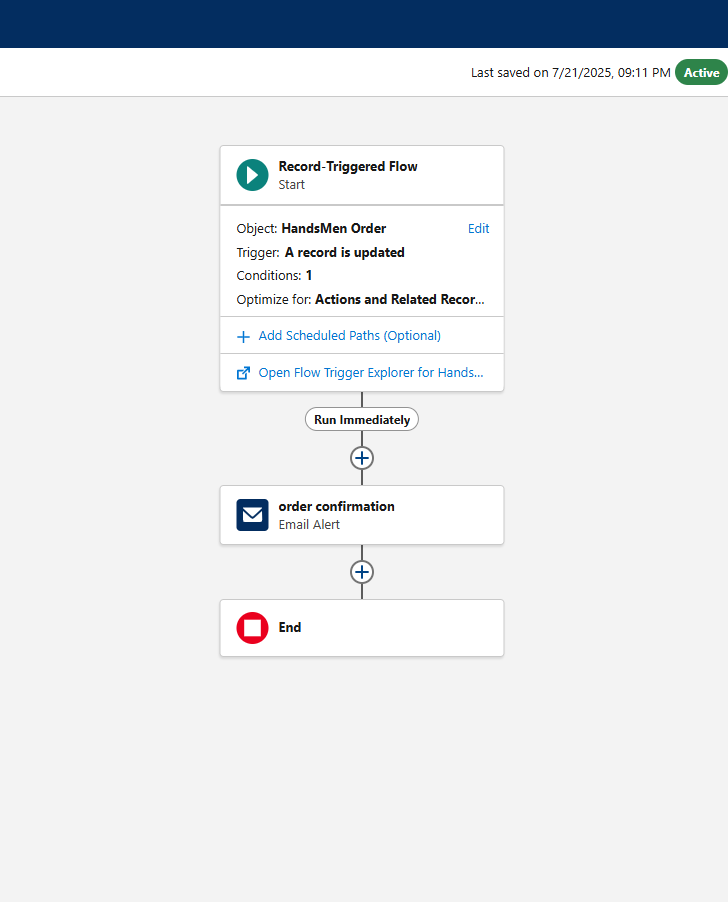 Last saved on 7/21/2025, 09:11 PM Active
Record-Triggered Flow
Start
Object: HandsMen Order Edit
Trigger: A record is updated
Conditions: 1
Optimize for: Actions and Related Recor...
Add Scheduled Paths (Optional)
Open Flow Trigger Explorer for Hands...
Run Immediately
order confirmation
Email Alert
End